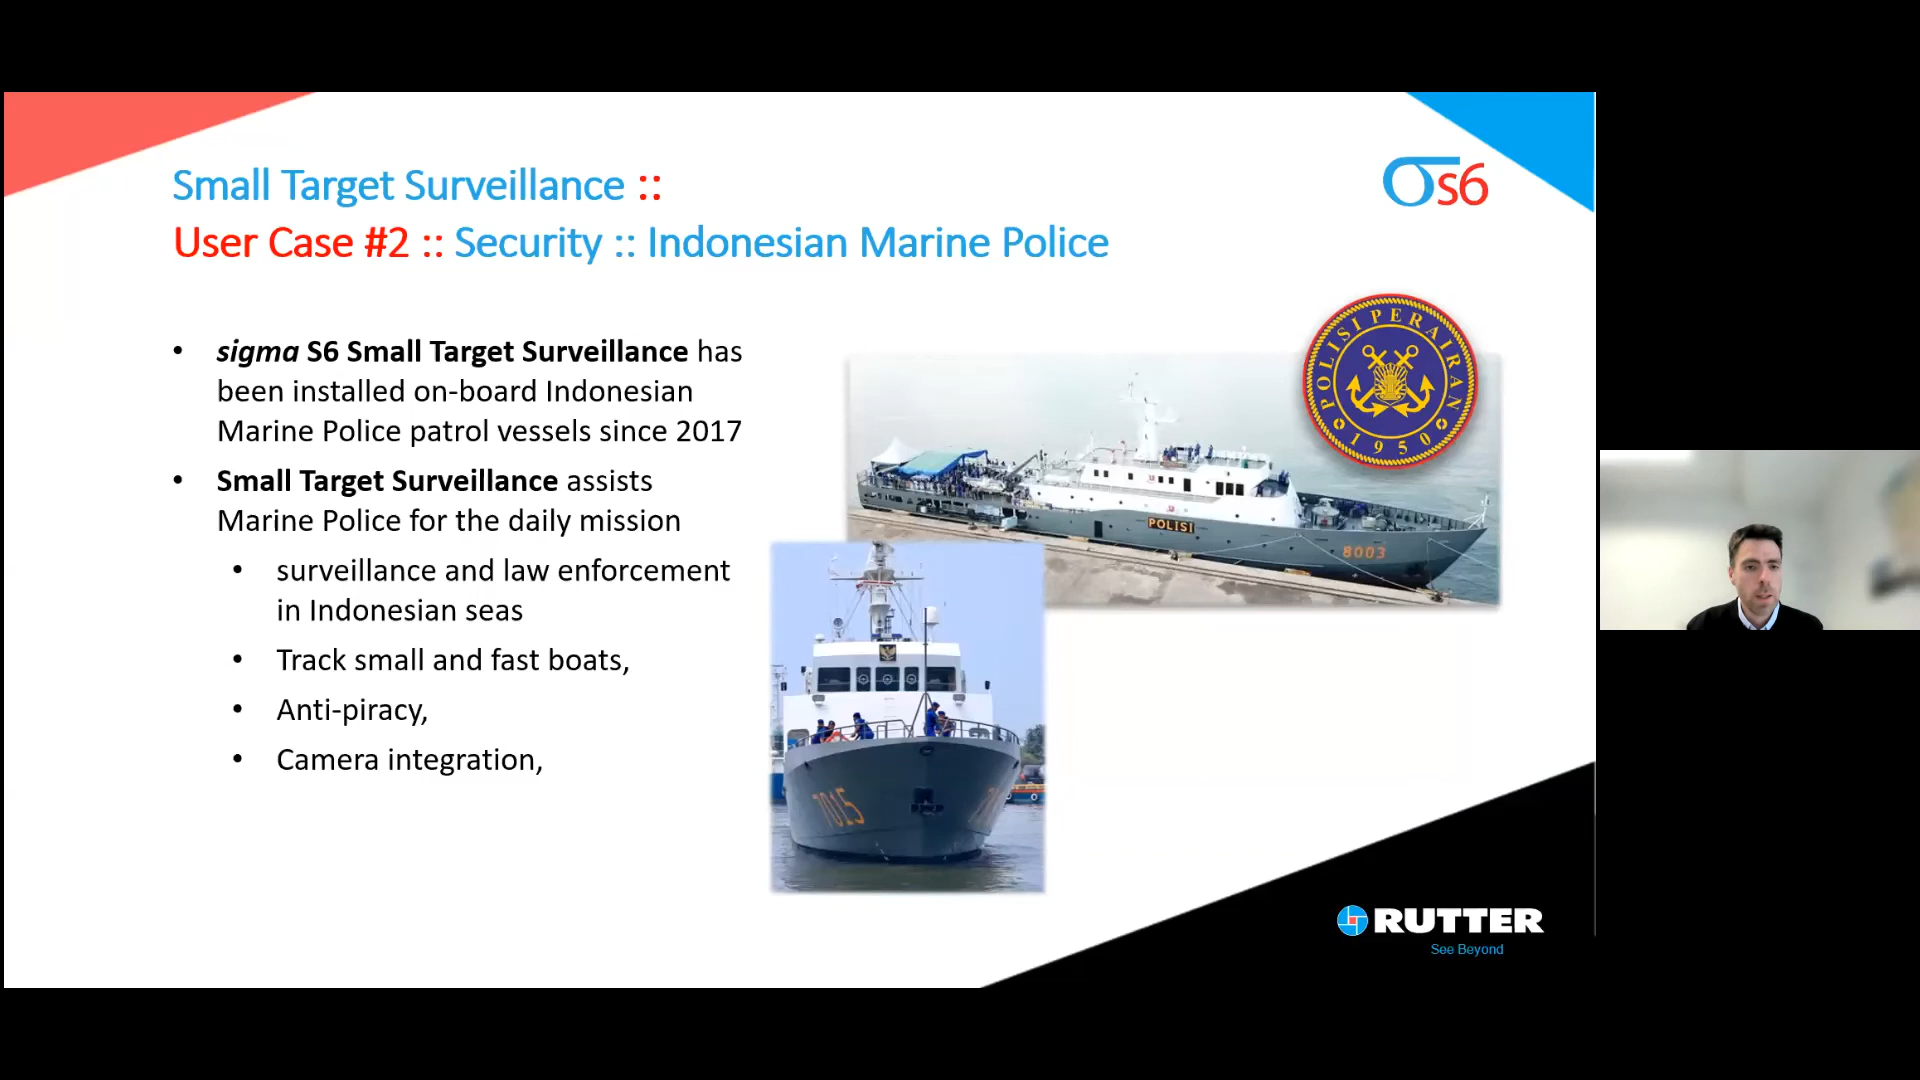 Small Target Surveillance ::
User Case #2 :: Security :: Indonesian Marine Police
σs6
• sigma S6 Small Target Surveillance has
been installed on-board Indonesian
Marine Police patrol vessels since 2017
• Small Target Surveillance assists
Marine Police for the daily mission
• surveillance and law enforcement
in Indonesian seas
• Track small and fast boats,
• Anti-piracy,
• Camera integration,
POLISI PERAIRAN
1950
POLISI
8003
7015
RUTTER
See Beyond